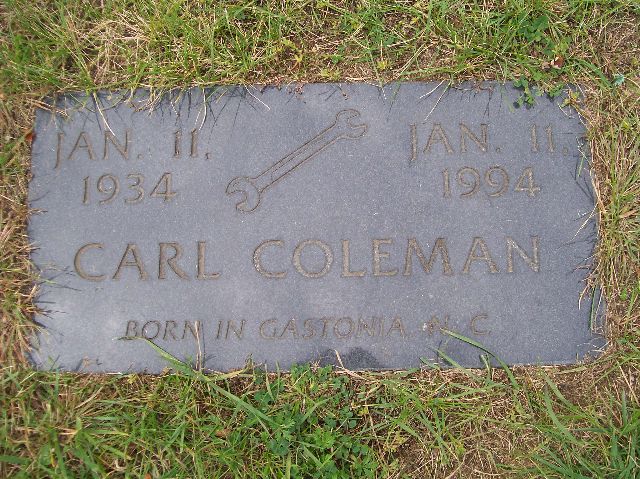 JAN. 11, JAN. 11,
1934 1994
CARL COLEMAN
BORN IN GASTONIA, N. C.